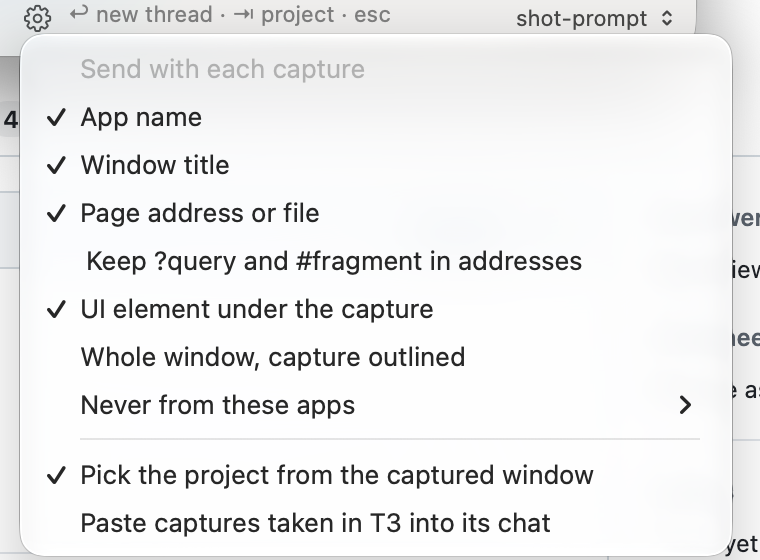 new thread · project · esc
shot-prompt
Send with each capture
4
App name
Window title
Page address or file
Keep ?query and #fragment in addresses
UI element under the capture
Whole window, capture outlined
Never from these apps
Pick the project from the captured window
Paste captures taken in T3 into its chat
yet